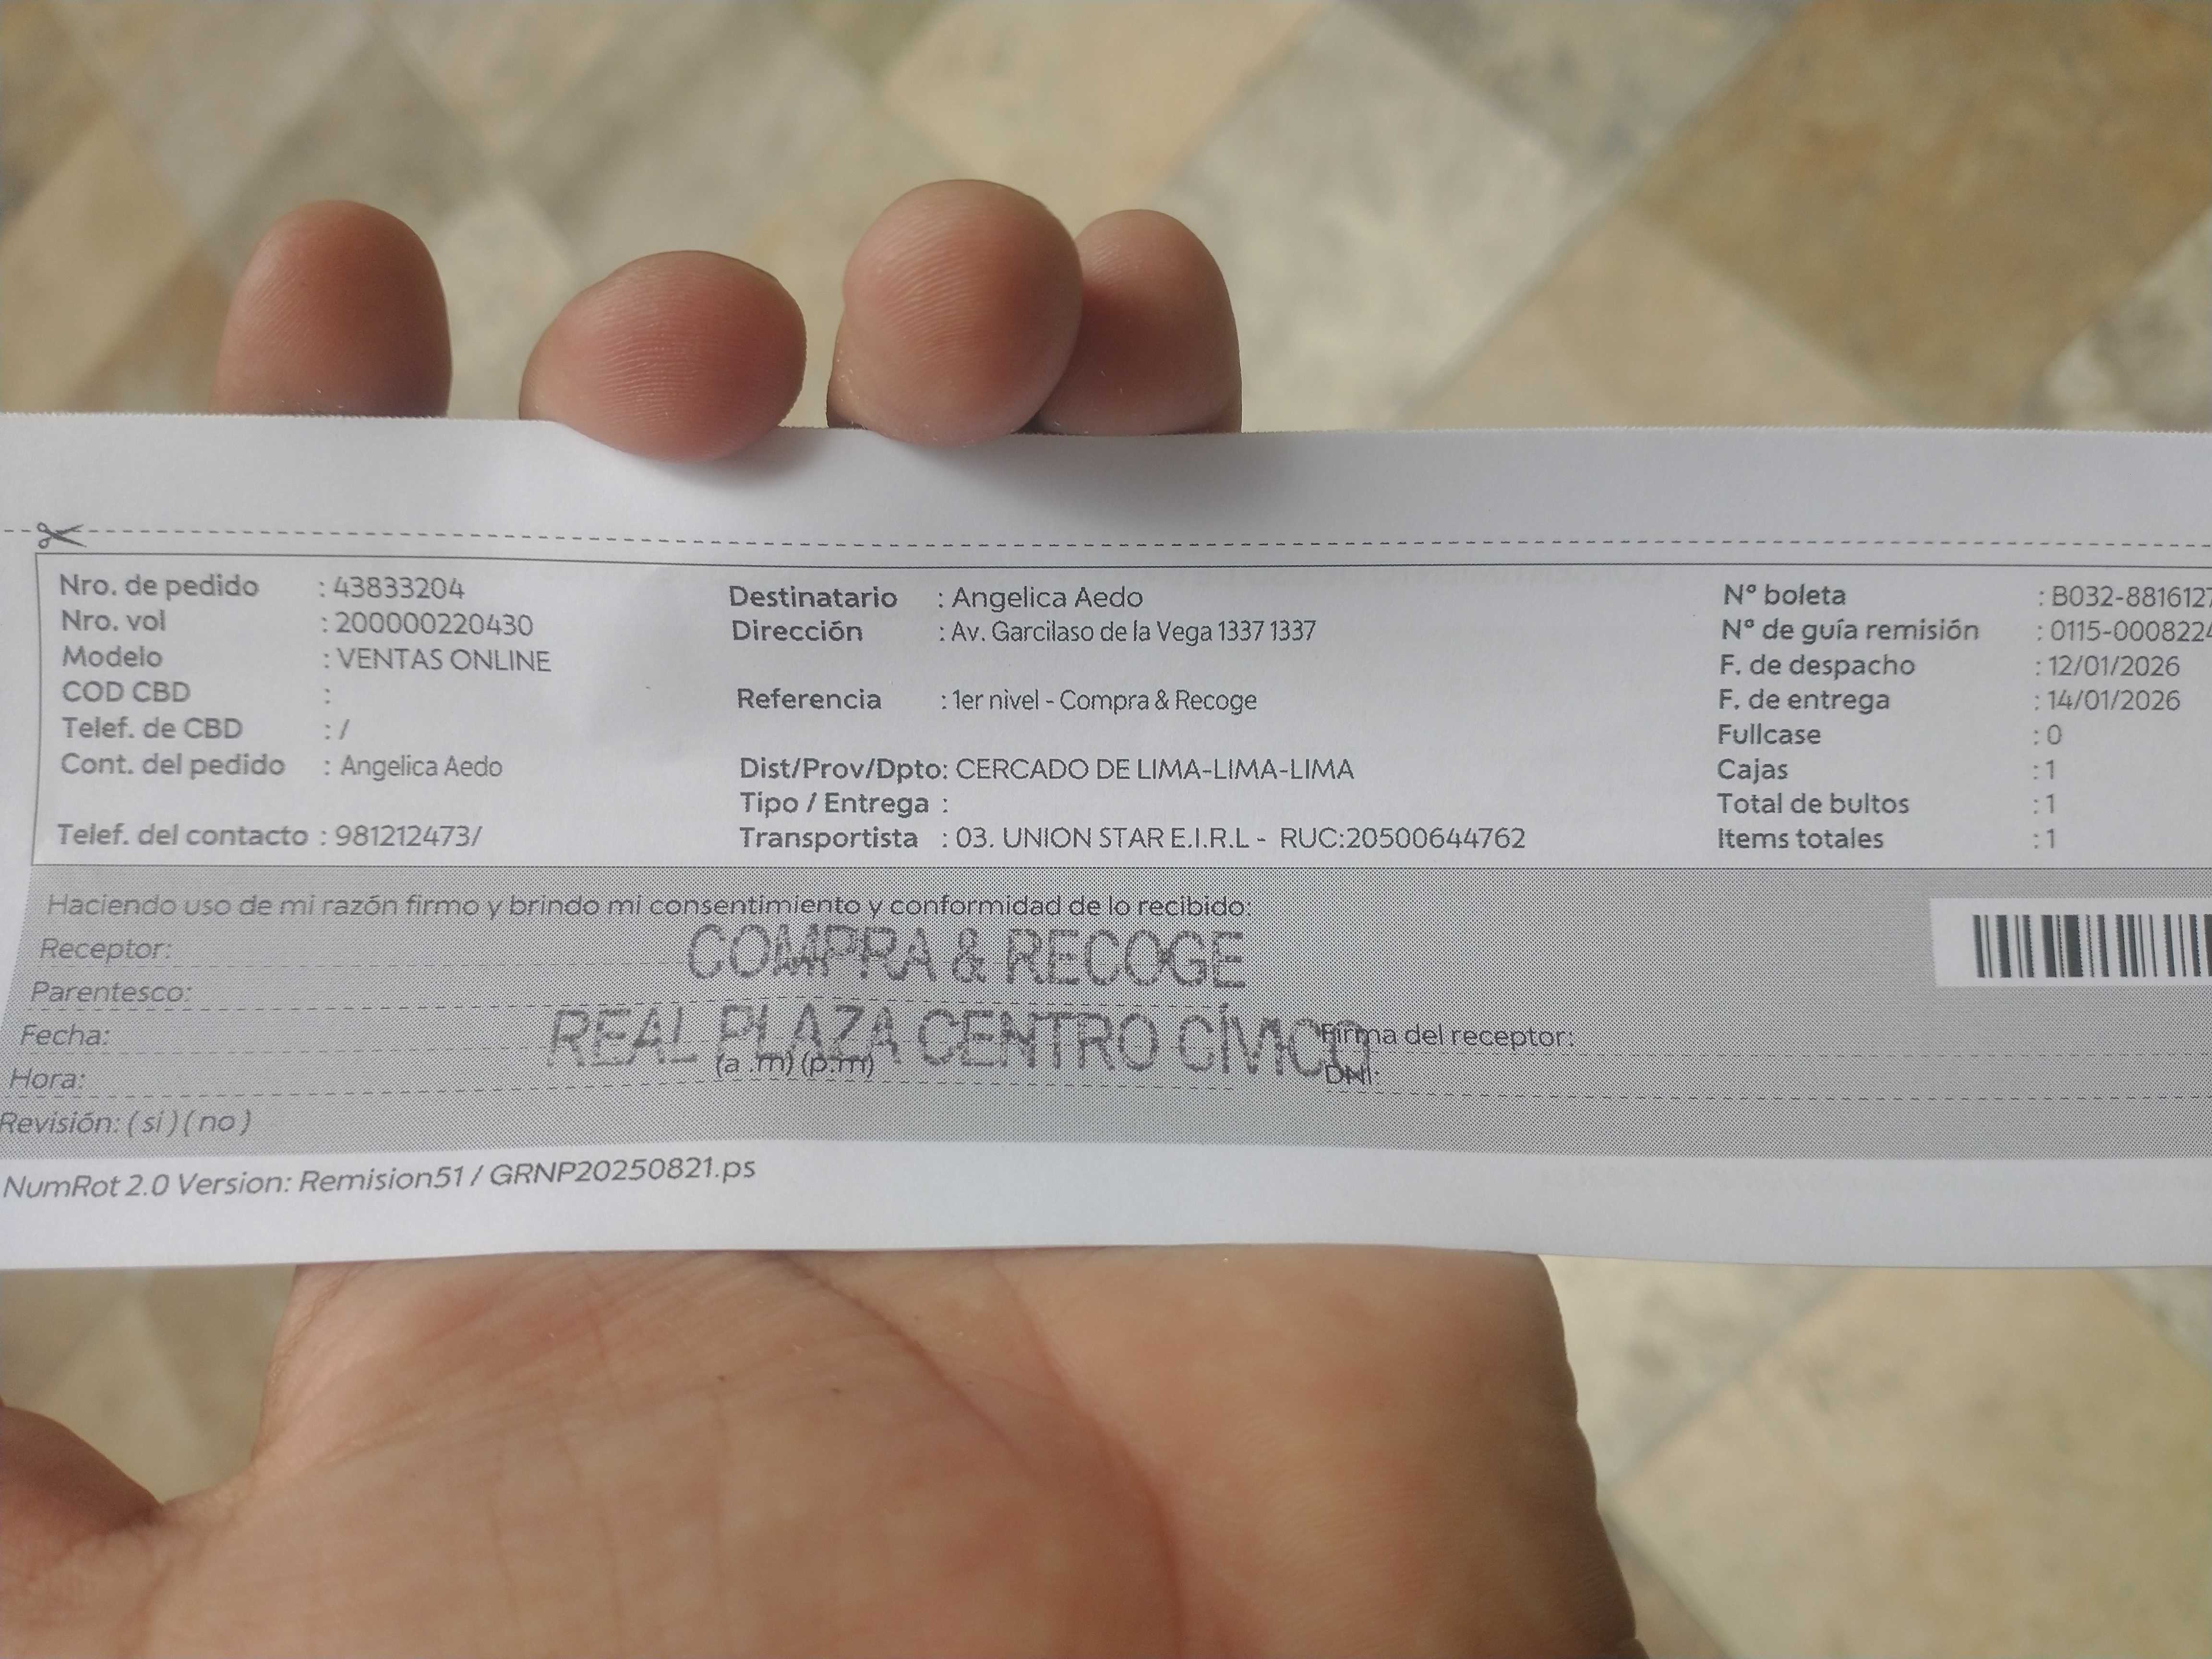 Nro. de pedido : 43833204
Nro. vol : 200000220430
Modelo : VENTAS ONLINE
COD CBD :
Telef. de CBD : /
Cont. del pedido : Angelica Aedo
Telef. del contacto : 981212473/
Destinatario : Angelica Aedo
Dirección : Av. Garcilaso de la Vega 1337 1337
Referencia : 1er nivel - Compra & Recoge
Dist/Prov/Dpto: CERCADO DE LIMA-LIMA-LIMA
Tipo / Entrega :
Transportista : 03. UNION STAR E.I.R.L - RUC:20500644762
N° boleta : B032-8816127
N° de guía remisión : 0115-0008224
F. de despacho : 12/01/2026
F. de entrega : 14/01/2026
Fullcase : 0
Cajas : 1
Total de bultos : 1
Items totales : 1
Haciendo uso de mi razón firmo y brindo mi consentimiento y conformidad de lo recibido:
COMPRA & RECOGE
REAL PLAZA CENTRO CÍVICO
Receptor:
Parentesco:
Fecha:
Hora: (a .m) (p.m)
Revisión: ( si ) ( no )
Firma del receptor:
DNI:
NumRot 2.0 Version: Remision51 / GRNP20250821.ps